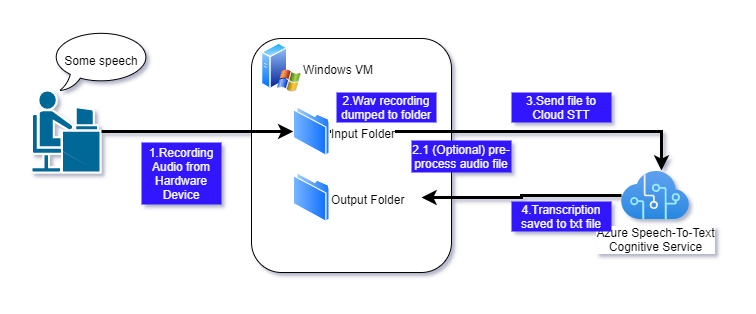 Some speech
Windows VM
2.Wav recording
dumped to folder
3.Send file to
Cloud STT
Input Folder
1.Recording
Audio from
Hardware
Device
2.1 (Optional) pre-
process audio file
Output Folder
4.Transcription
saved to txt file
Azure Speech-To-Text
Cognitive Service